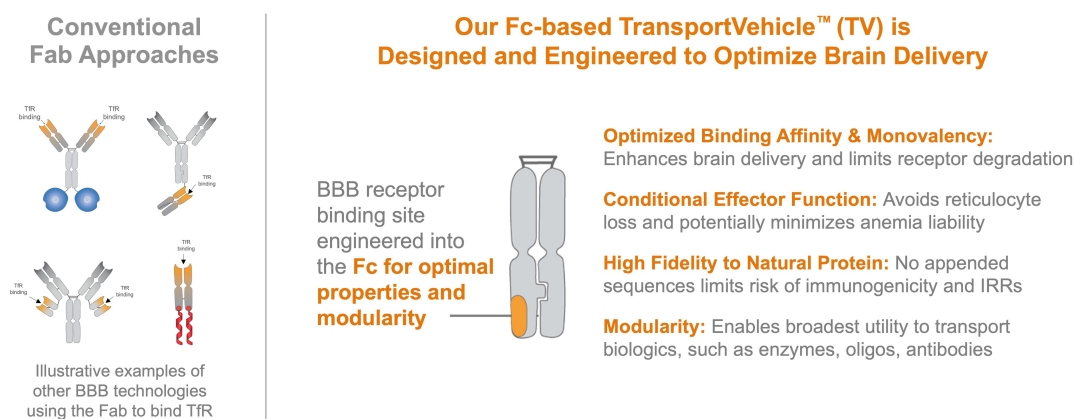 Conventional
Fab Approaches
TfR
binding
TfR
binding
TfR
binding
TfR
binding
TfR
binding
TfR
binding
Illustrative examples of
other BBB technologies
using the Fab to bind TfR
Our Fc-based TransportVehicle™ (TV) is
Designed and Engineered to Optimize Brain Delivery
BBB receptor
binding site
engineered into
the Fc for optimal
properties and
modularity
Optimized Binding Affinity & Monovalency:
Enhances brain delivery and limits receptor degradation
Conditional Effector Function: Avoids reticulocyte
loss and potentially minimizes anemia liability
High Fidelity to Natural Protein: No appended
sequences limits risk of immunogenicity and IRRs
Modularity: Enables broadest utility to transport
biologics, such as enzymes, oligos, antibodies